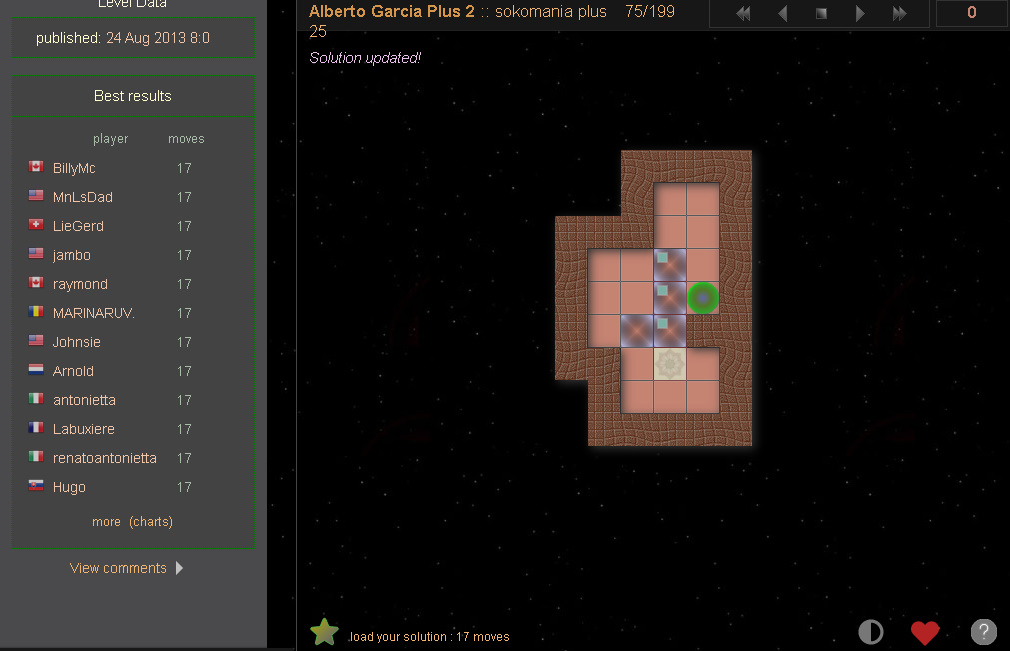 Level Data
published: 24 Aug 2013 8:0
Best results
player moves
BillyMc 17
MnLsDad 17
LieGerd 17
jambo 17
raymond 17
MARINARUV. 17
Johnsie 17
Arnold 17
antonietta 17
Labuxiere 17
renatoantonietta 17
Hugo 17
more (charts)
View comments
Alberto Garcia Plus 2 :: sokomania plus 75/199
25
0
Solution updated!
.load your solution : 17 moves
?